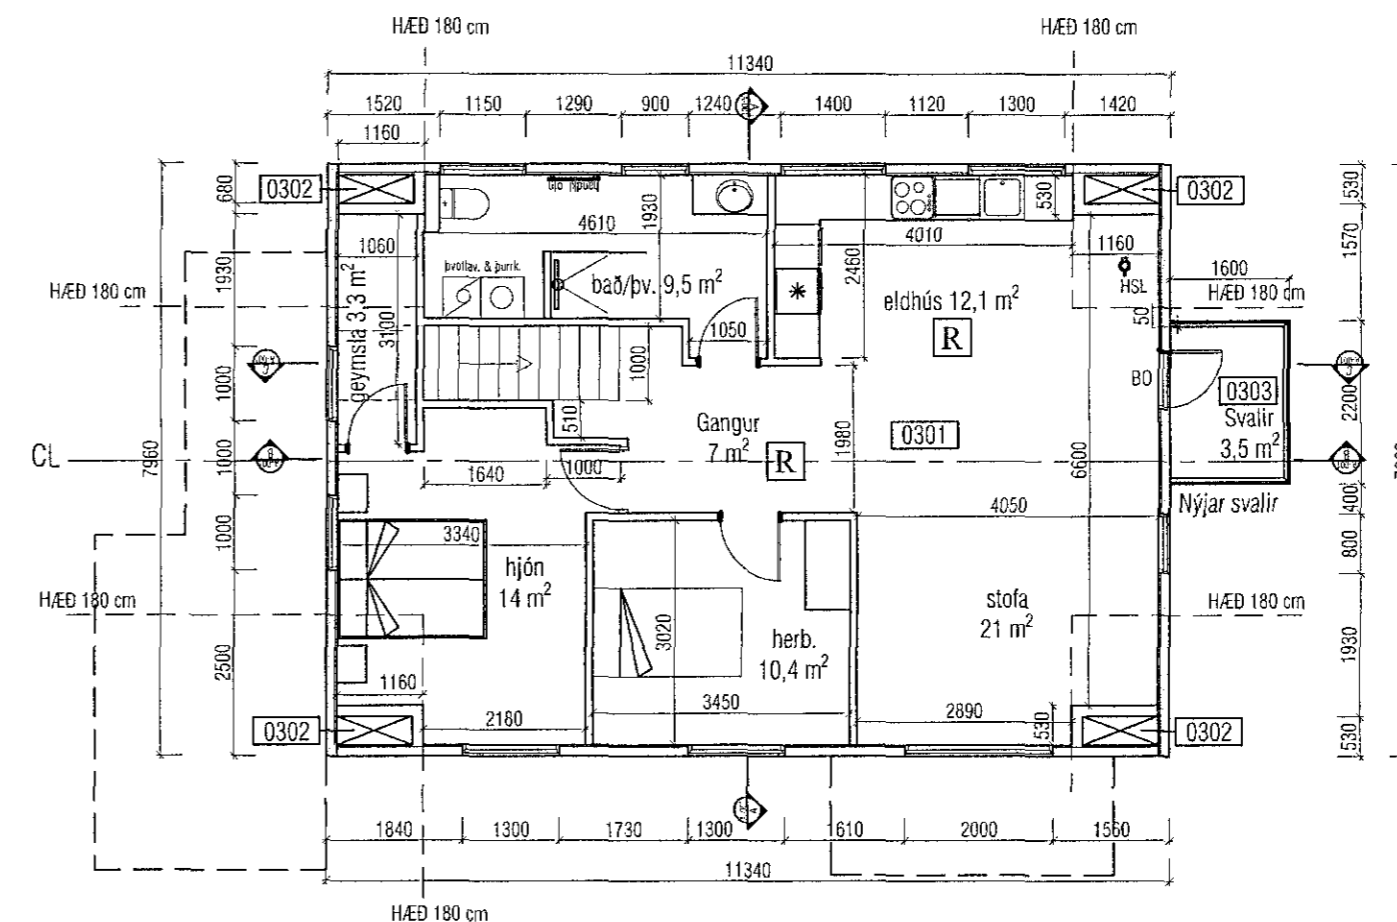 HÆÐ 180 cm
HÆÐ 180 cm
11340
1520 1150 1290 900 1240 1400 1120 1300 1420
1160
680
0302
0302
530
530
1930
4610
4010
1160
1570
1060
þvottav. & þurrk.
bað/þv. 9,5 m²
2460
eldhús 12,1 m²
HSL
1600
HÆÐ 180 cm
HÆÐ 180 cm
1930
geymsla 3,3 m²
3100
R
50
1050
1000
1000
BO
0303
Svalir
3,5 m²
2200
510
Gangur
7 m²
R
1980
0301
6600
CL
7960
1000
1640
1000
400
Nýjar svalir
4050
1000
3340
800
hjón
14 m²
HÆÐ 180 cm
HÆÐ 180 cm
stofa
21 m²
3020
herb.
10,4 m²
1930
2500
1160
3450
2180
2890
530
0302
0302
530
1840 1300 1730 1300 1610 2000 1560
11340
HÆÐ 180 cm